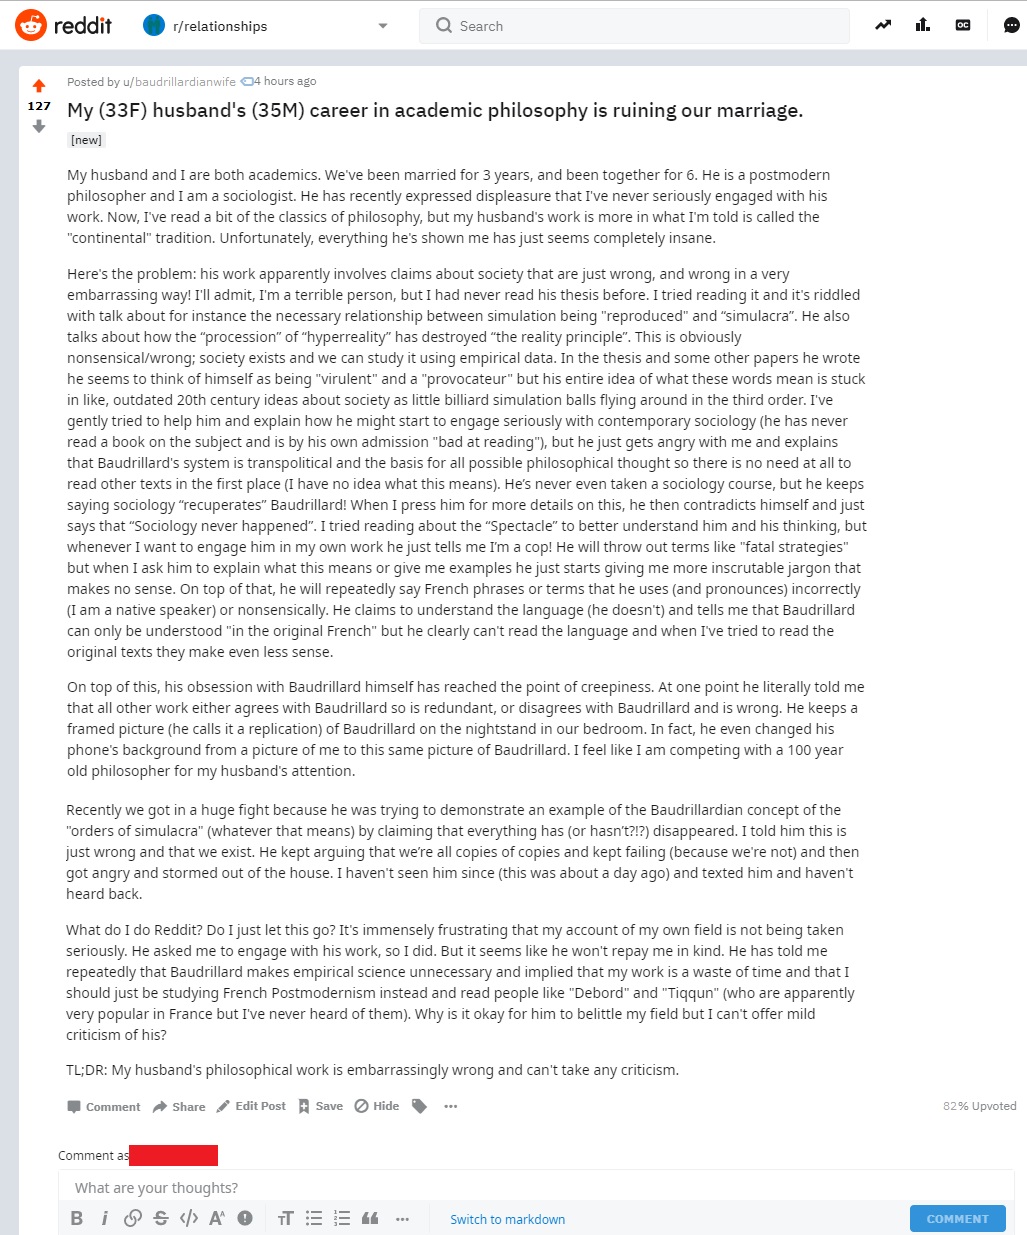 reddit
r/relationships
Search
CC
Posted by u/baudrillardianwife 4 hours ago
127
My (33F) husband's (35M) career in academic philosophy is ruining our marriage.
[new]
My husband and I are both academics. We've been married for 3 years, and been together for 6. He is a postmodern
philosopher and I am a sociologist. He has recently expressed displeasure that I've never seriously engaged with his
work. Now, I've read a bit of the classics of philosophy, but my husband's work is more in what I'm told is called the
"continental" tradition. Unfortunately, everything he's shown me has just seems completely insane.
Here's the problem: his work apparently involves claims about society that are just wrong, and wrong in a very
embarrassing way! I'll admit, I'm a terrible person, but I had never read his thesis before. I tried reading it and it's riddled
with talk about for instance the necessary relationship between simulation being "reproduced" and “simulacra”. He also
talks about how the “procession” of “hyperreality” has destroyed “the reality principle”. This is obviously
nonsensical/wrong; society exists and we can study it using empirical data. In the thesis and some other papers he wrote
he seems to think of himself as being "virulent" and a "provocateur" but his entire idea of what these words mean is stuck
in like, outdated 20th century ideas about society as little billiard simulation balls flying around in the third order. I've
gently tried to help him and explain how he might start to engage seriously with contemporary sociology (he has never
read a book on the subject and is by his own admission "bad at reading"), but he just gets angry with me and explains
that Baudrillard's system is transpolitical and the basis for all possible philosophical thought so there is no need at all to
read other texts in the first place (I have no idea what this means). He’s never even taken a sociology course, but he keeps
saying sociology “recuperates” Baudrillard! When I press him for more details on this, he then contradicts himself and just
says that “Sociology never happened”. I tried reading about the “Spectacle” to better understand him and his thinking, but
whenever I want to engage him in my own work he just tells me I’m a cop! He will throw out terms like "fatal strategies"
but when I ask him to explain what this means or give me examples he just starts giving me more inscrutable jargon that
makes no sense. On top of that, he will repeatedly say French phrases or terms that he uses (and pronounces) incorrectly
(I am a native speaker) or nonsensically. He claims to understand the language (he doesn't) and tells me that Baudrillard
can only be understood "in the original French" but he clearly can't read the language and when I've tried to read the
original texts they make even less sense.
On top of this, his obsession with Baudrillard himself has reached the point of creepiness. At one point he literally told me
that all other work either agrees with Baudrillard so is redundant, or disagrees with Baudrillard and is wrong. He keeps a
framed picture (he calls it a replication) of Baudrillard on the nightstand in our bedroom. In fact, he even changed his
phone's background from a picture of me to this same picture of Baudrillard. I feel like I am competing with a 100 year
old philosopher for my husband's attention.
Recently we got in a huge fight because he was trying to demonstrate an example of the Baudrillardian concept of the
"orders of simulacra" (whatever that means) by claiming that everything has (or hasn't?!?) disappeared. I told him this is
just wrong and that we exist. He kept arguing that we’re all copies of copies and kept failing (because we're not) and then
got angry and stormed out of the house. I haven't seen him since (this was about a day ago) and texted him and haven't
heard back.
What do I do Reddit? Do I just let this go? It's immensely frustrating that my account of my own field is not being taken
seriously. He asked me to engage with his work, so I did. But it seems like he won't repay me in kind. He has told me
repeatedly that Baudrillard makes empirical science unnecessary and implied that my work is a waste of time and that I
should just be studying French Postmodernism instead and read people like "Debord" and "Tiqqun" (who are apparently
very popular in France but I've never heard of them). Why is it okay for him to belittle my field but I can't offer mild
criticism of his?
TL;DR: My husband's philosophical work is embarrassingly wrong and can't take any criticism.
Comment Share Edit Post Save Hide ••• 82% Upvoted
Comment as
What are your thoughts?
Switch to markdown
COMMENT